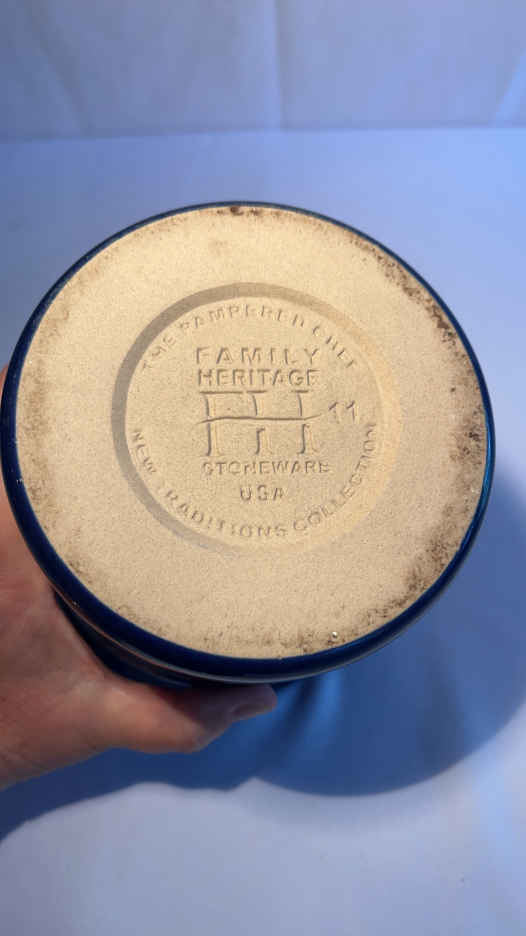 THE PAMPERED CHEF
FAMILY
HERITAGE
FH 11
STONEWARE
USA
NEW TRADITIONS COLLECTION